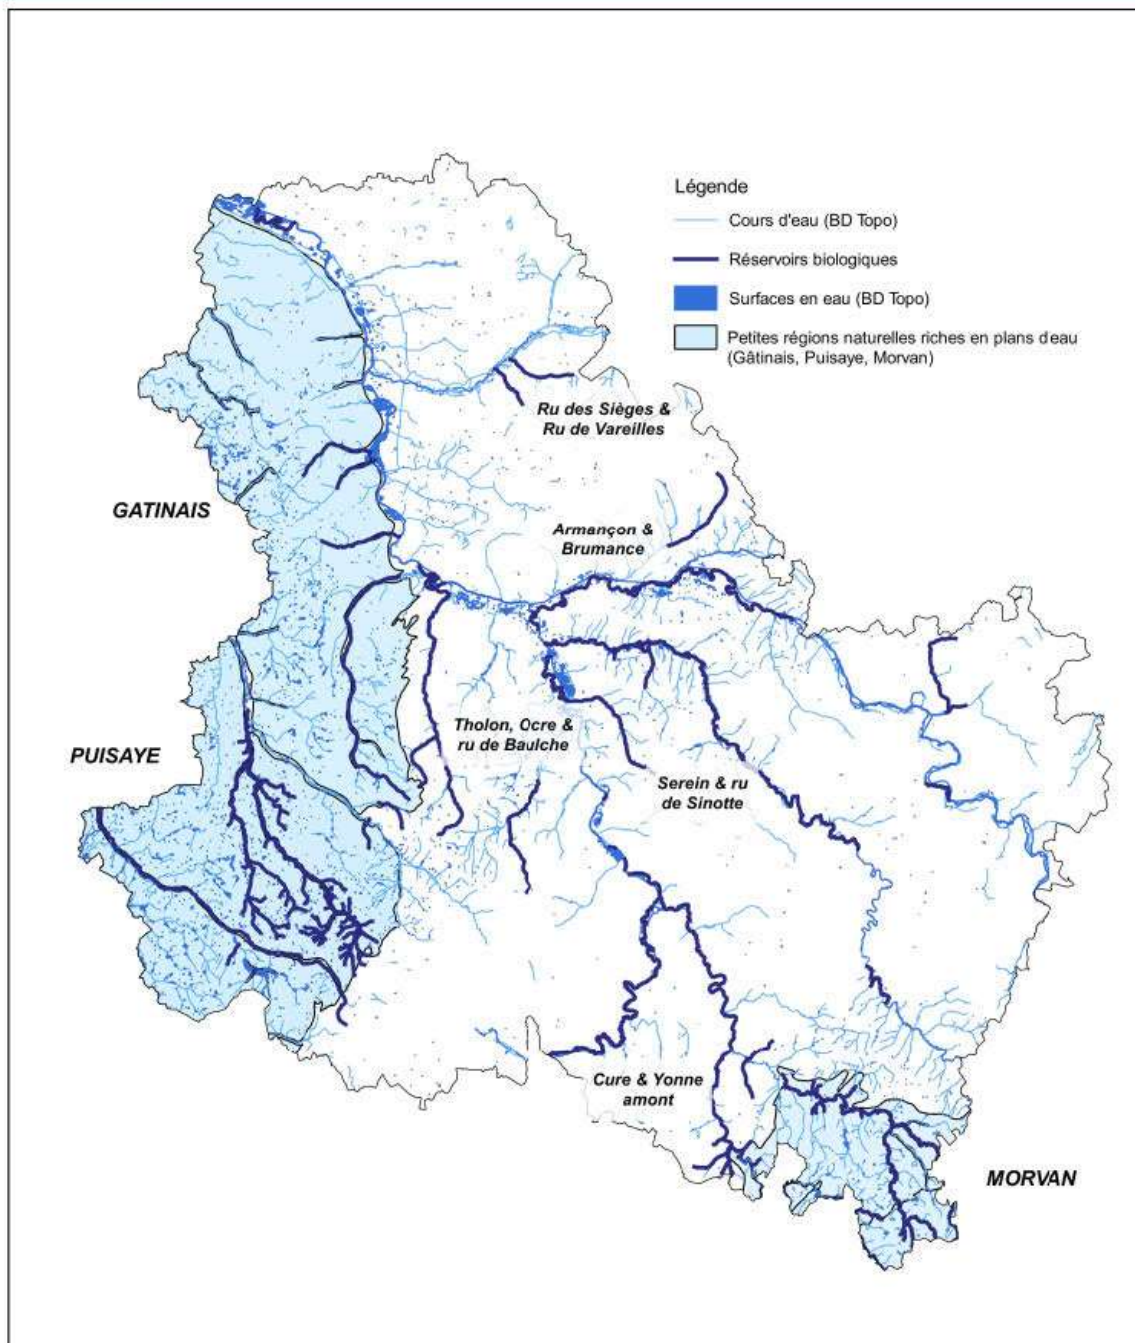 Légende
Cours d'eau (BD Topo)
Réservoirs biologiques
Surfaces en eau (BD Topo)
Petites régions naturelles riches en plans d'eau
(Gâtinais, Puisaye, Morvan)
Ru des Sièges &
Ru de Vareilles
GATINAIS
Armançon &
Brumance
Tholon, Ocre &
ru de Baulche
PUISAYE
Serein & ru
de Sinotte
Cure & Yonne
amont
MORVAN